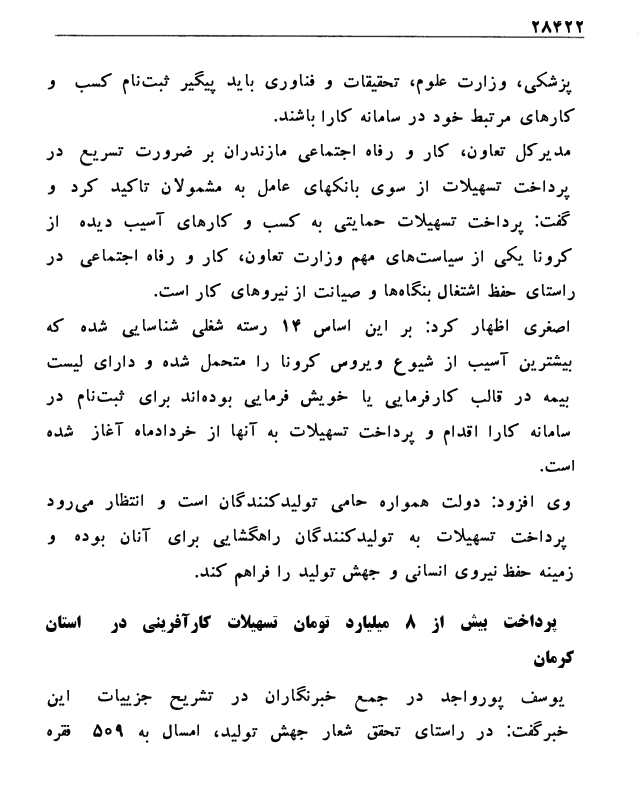 ۲۸۴۲۲
پزشکی، وزارت علوم، تحقیقات و فناوری باید پیگیر ثبت‌نام کسب و
کارهای مرتبط خود در سامانه کارا باشند.
مدیرکل تعاون، کار و رفاه اجتماعی مازندران بر ضرورت تسریع در
پرداخت تسهیلات از سوی بانکهای عامل به مشمولان تاکید کرد و
گفت: پرداخت تسهیلات حمایتی به کسب و کارهای آسیب دیده از
کرونا یکی از سیاست‌های مهم وزارت تعاون، کار و رفاه اجتماعی در
راستای حفظ اشتغال بنگاه‌ها و صیانت از نیروهای کار است.
اصغری اظهار کرد: بر این اساس ۱۴ رسته شغلی شناسایی شده که
بیشترین آسیب از شیوع ویروس کرونا را متحمل شده و دارای لیست
بیمه در قالب کارفرمایی یا خویش فرمایی بوده‌اند برای ثبت‌نام در
سامانه کارا اقدام و پرداخت تسهیلات به آنها از خردادماه آغاز شده
است.
وی افزود: دولت همواره حامی تولیدکنندگان است و انتظار می‌رود
پرداخت تسهیلات به تولیدکنندگان راهگشایی برای آنان بوده و
زمینه حفظ نیروی انسانی و جهش تولید را فراهم کند.
پرداخت بیش از ۸ میلیارد تومان تسهیلات کارآفرینی در استان
کرمان
یوسف پورواجد در جمع خبرنگاران در تشریح جزییات این
خبرگفت: در راستای تحقق شعار جهش تولید، امسال به ۵۰۹ فقره